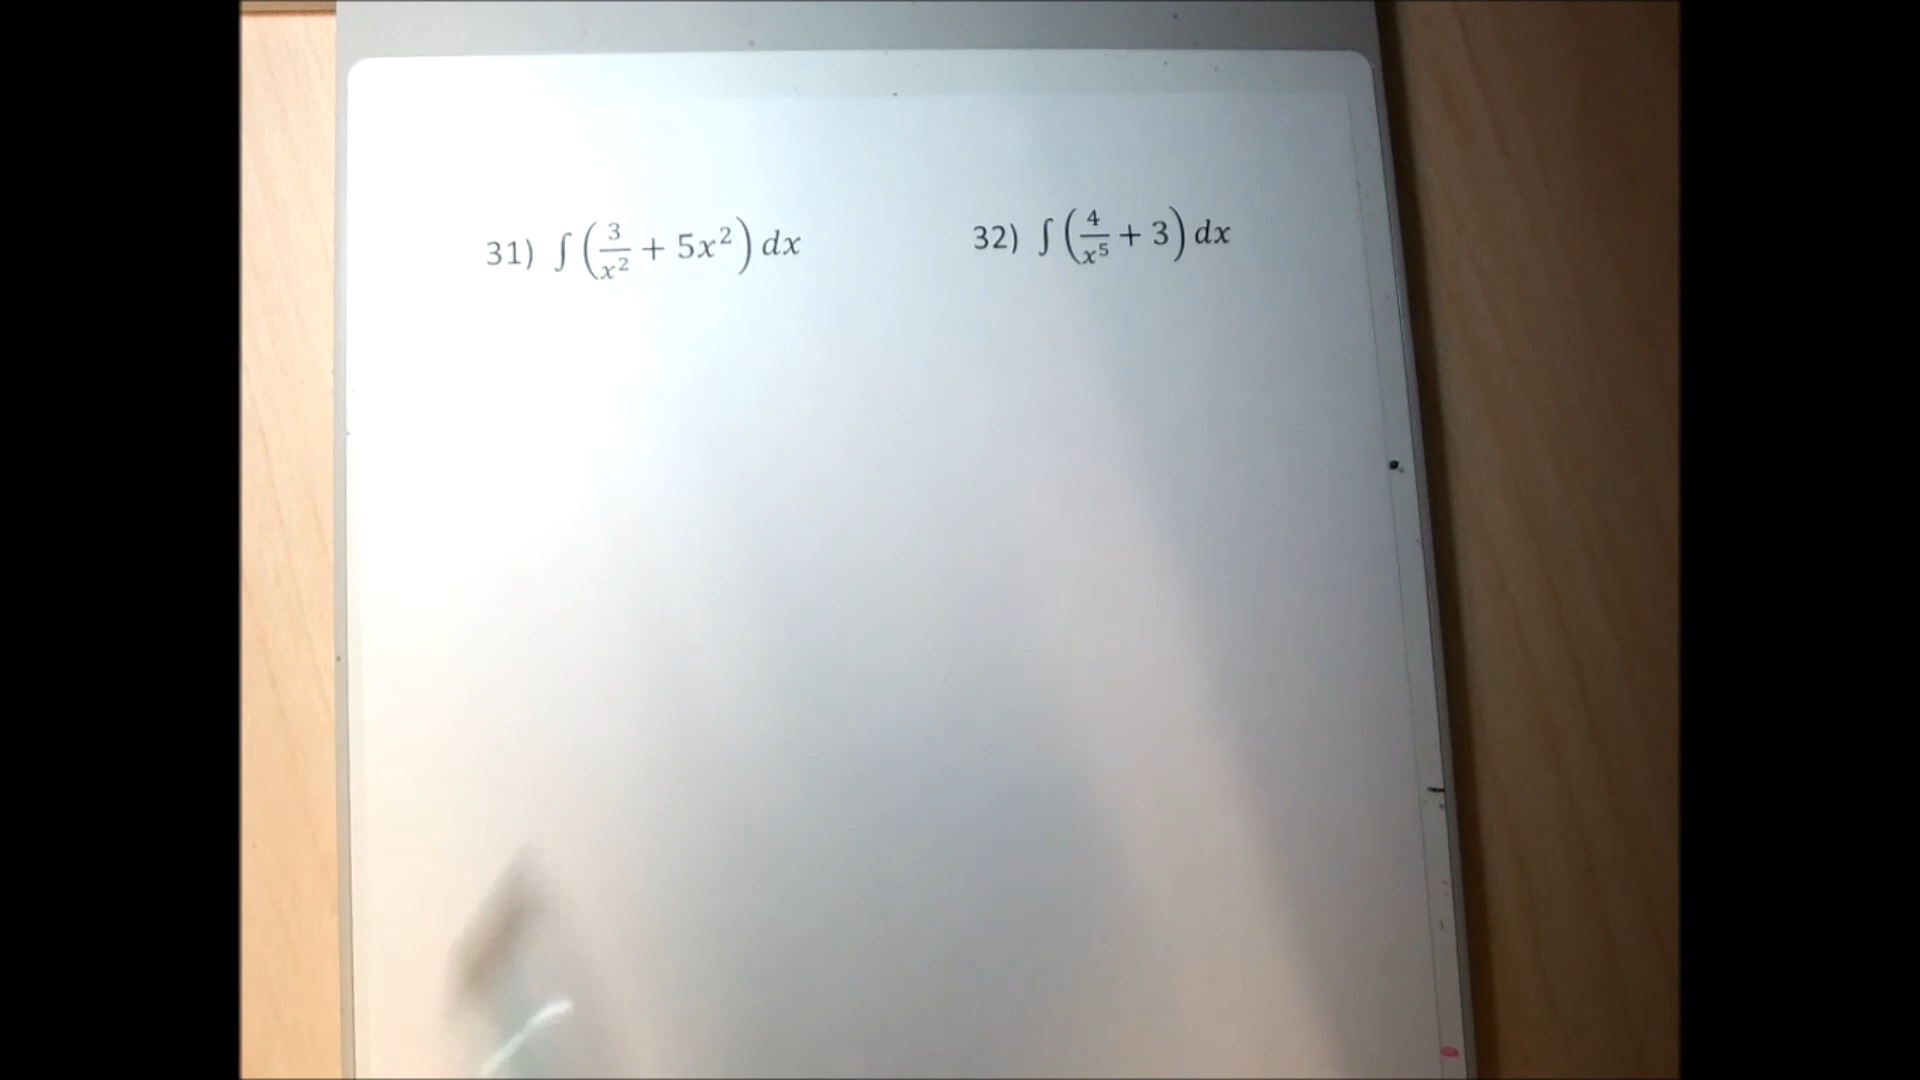 31) ∫ (3/x² + 5x²) dx
32) ∫ (4/x⁵ + 3) dx